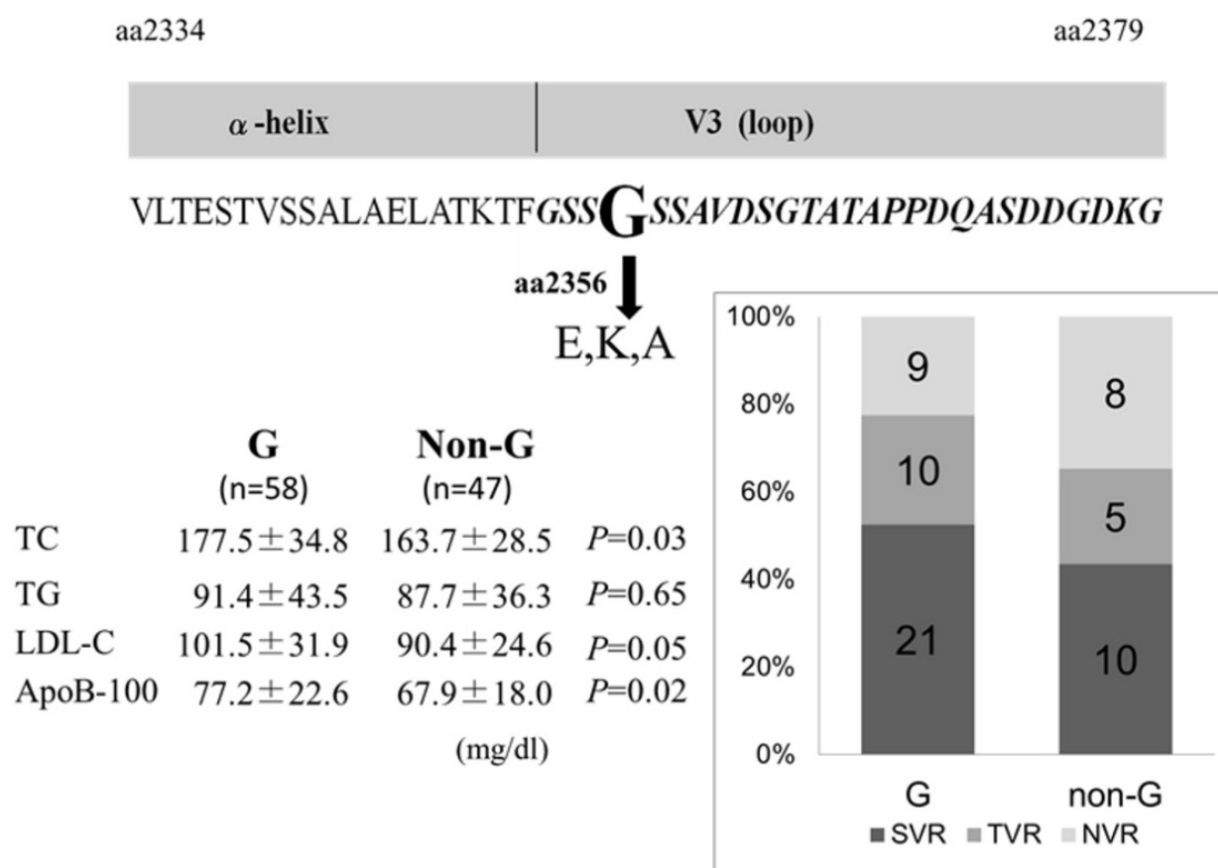 aa2334 aa2379
α-helix V3 (loop)
VLTESTVSSALAELATKTFGSSGSSAVDSGTATAPPDQASDDGDKG
aa2356
E,K,A
G Non-G
(n=58) (n=47)
TC 177.5±34.8 163.7±28.5 P=0.03
TG 91.4±43.5 87.7±36.3 P=0.65
LDL-C 101.5±31.9 90.4±24.6 P=0.05
ApoB-100 77.2±22.6 67.9±18.0 P=0.02
(mg/dl)
100%
80%
60%
40%
20%
0%
9
10
21
8
5
10
G non-G
SVR TVR NVR